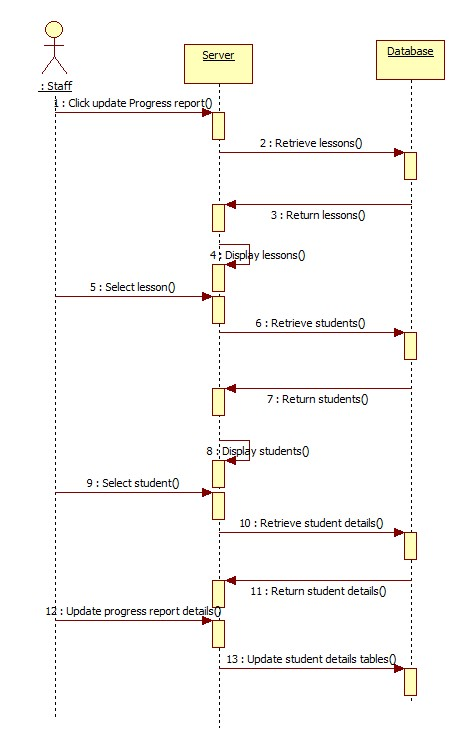 Server
Database
: Staff
1 : Click update Progress report()
2 : Retrieve lessons()
3 : Return lessons()
4 : Display lessons()
5 : Select lesson()
6 : Retrieve students()
7 : Return students()
8 : Display students()
9 : Select student()
10 : Retrieve student details()
11 : Return student details()
12 : Update progress report details()
13 : Update student details tables()